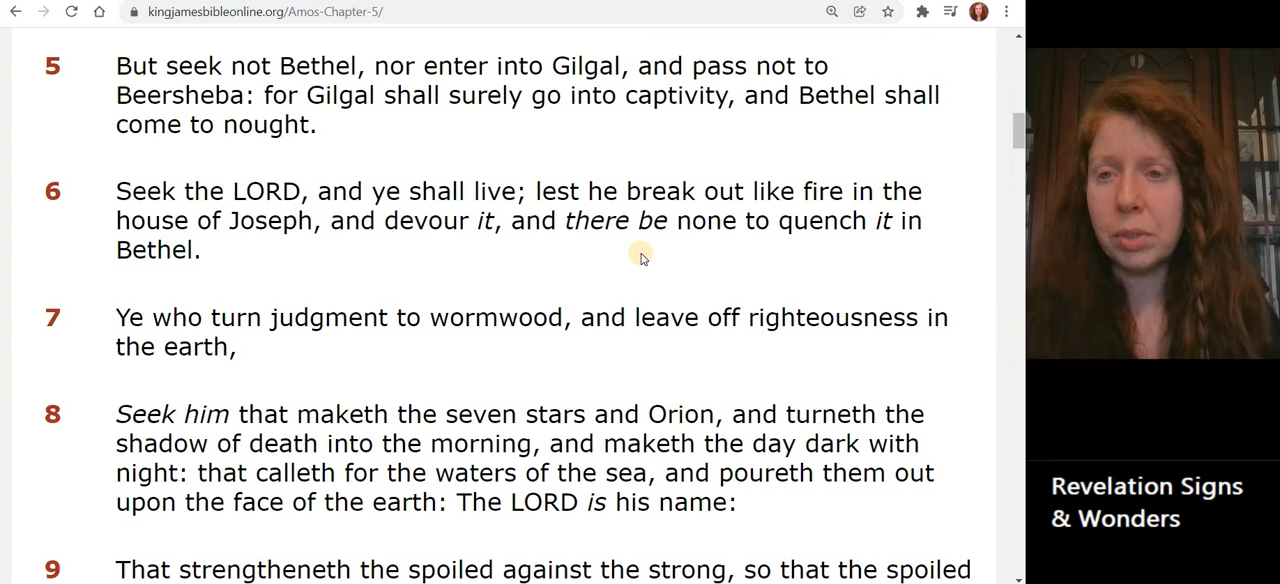 kingjamesbibleonline.org/Amos-Chapter-5/
5 But seek not Bethel, nor enter into Gilgal, and pass not to
Beersheba: for Gilgal shall surely go into captivity, and Bethel shall
come to nought.
6 Seek the LORD, and ye shall live; lest he break out like fire in the
house of Joseph, and devour it, and there be none to quench it in
Bethel.
7 Ye who turn judgment to wormwood, and leave off righteousness in
the earth,
8 Seek him that maketh the seven stars and Orion, and turneth the
shadow of death into the morning, and maketh the day dark with
night: that calleth for the waters of the sea, and poureth them out
upon the face of the earth: The LORD is his name:
9 That strengtheneth the spoiled against the strong, so that the spoiled
Revelation Signs
& Wonders